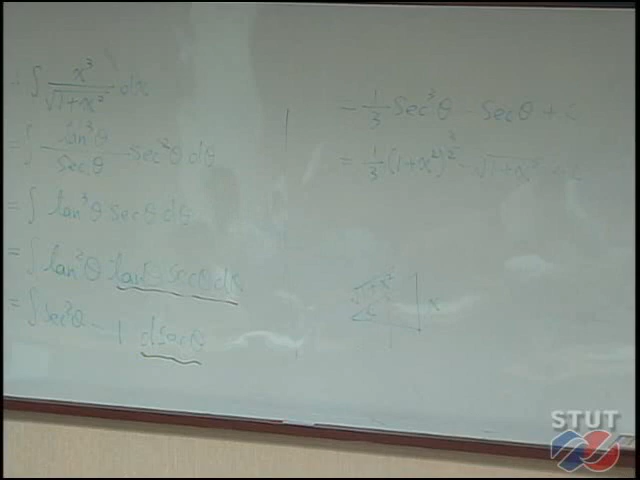 ∫ x³/√(1+x²) dx
= ∫ tan³θ/secθ sec²θ dθ
= ∫ tan³θ secθ dθ
= ∫ tan²θ tanθ secθ dθ
= ∫ sec²θ - 1 dsecθ
= 1/3 sec³θ - secθ + c
= 1/3 (1+x²)^(3/2) - √(1+x²) + c
√(1+x²)
x
STUT